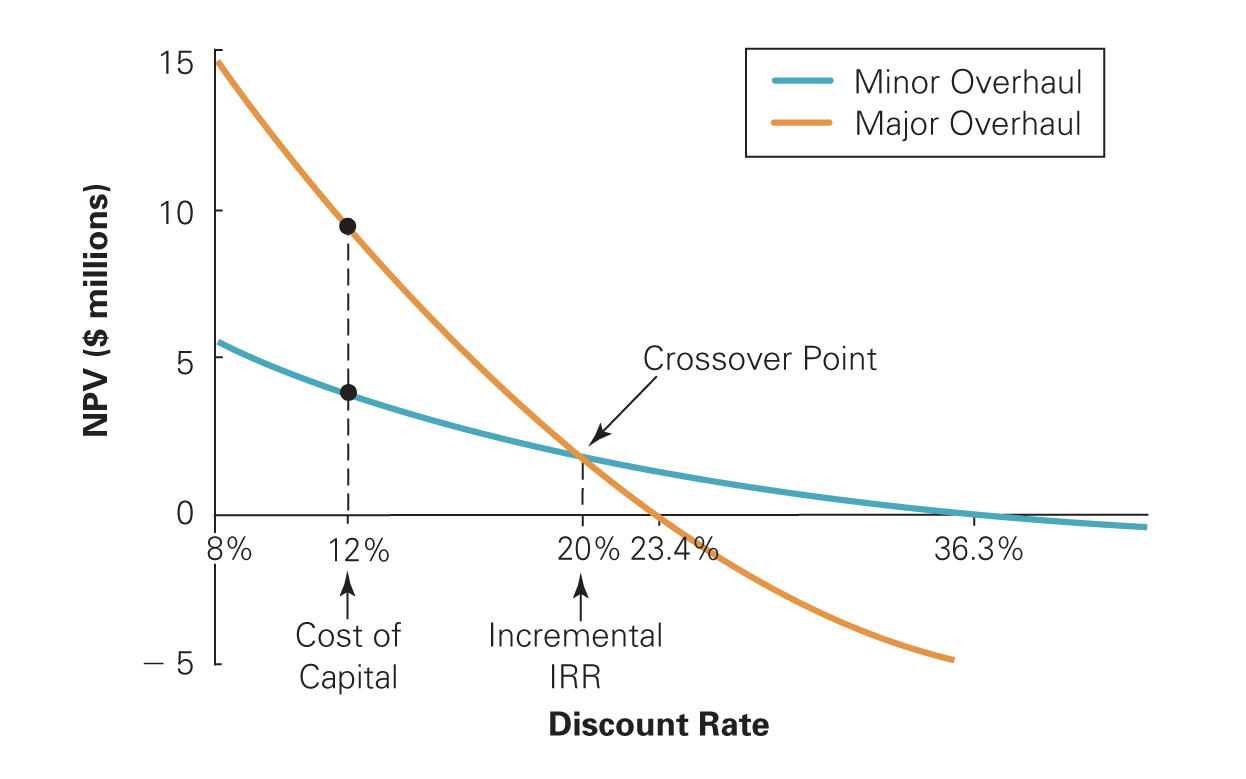 15
10
5
0
− 5
NPV ($ millions)
Minor Overhaul
Major Overhaul
Crossover Point
8%
12%
20%
23.4%
36.3%
Cost of
Capital
Incremental
IRR
Discount Rate